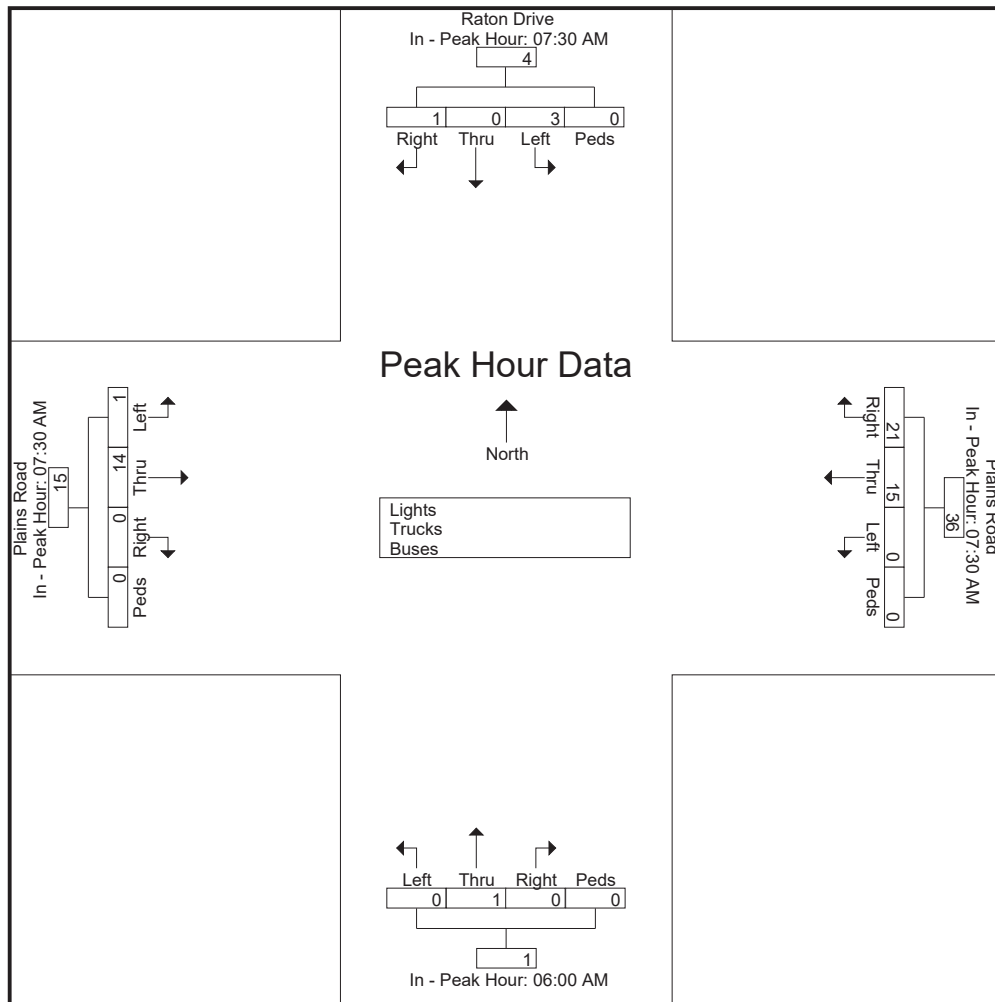 Raton Drive
In - Peak Hour: 07:30 AM
4
1 0 3 0
Right Thru Left Peds
Peak Hour Data
North
Lights
Trucks
Buses
Plains Road
In - Peak Hour: 07:30 AM
15
1 14 0 0
Left Thru Right Peds
Plains Road
In - Peak Hour: 07:30 AM
36
21 15 0 0
Right Thru Left Peds
Left Thru Right Peds
0 1 0 0
1
In - Peak Hour: 06:00 AM